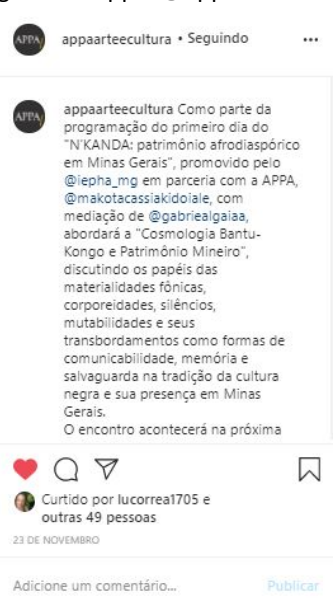 APPA
appaarteecultura • Seguindo
...
APPA
appaarteecultura Como parte da
programação do primeiro dia do
"N'KANDA: patrimônio afrodiaspórico
em Minas Gerais", promovido pelo
@iepha_mg em parceria com a APPA,
@makotacassiakidoiale, com
mediação de @gabriealgaiaa,
abordará a "Cosmologia Bantu-
Kongo e Patrimônio Mineiro",
discutindo os papéis das
materialidades fônicas,
corporeidades, silêncios,
mutabilidades e seus
transbordamentos como formas de
comunicabilidade, memória e
salvaguarda na tradição da cultura
negra e sua presença em Minas
Gerais.
O encontro acontecerá na próxima
Curtido por lucorrea1705 e
outras 49 pessoas
23 DE NOVEMBRO
Adicione um comentário... Publicar